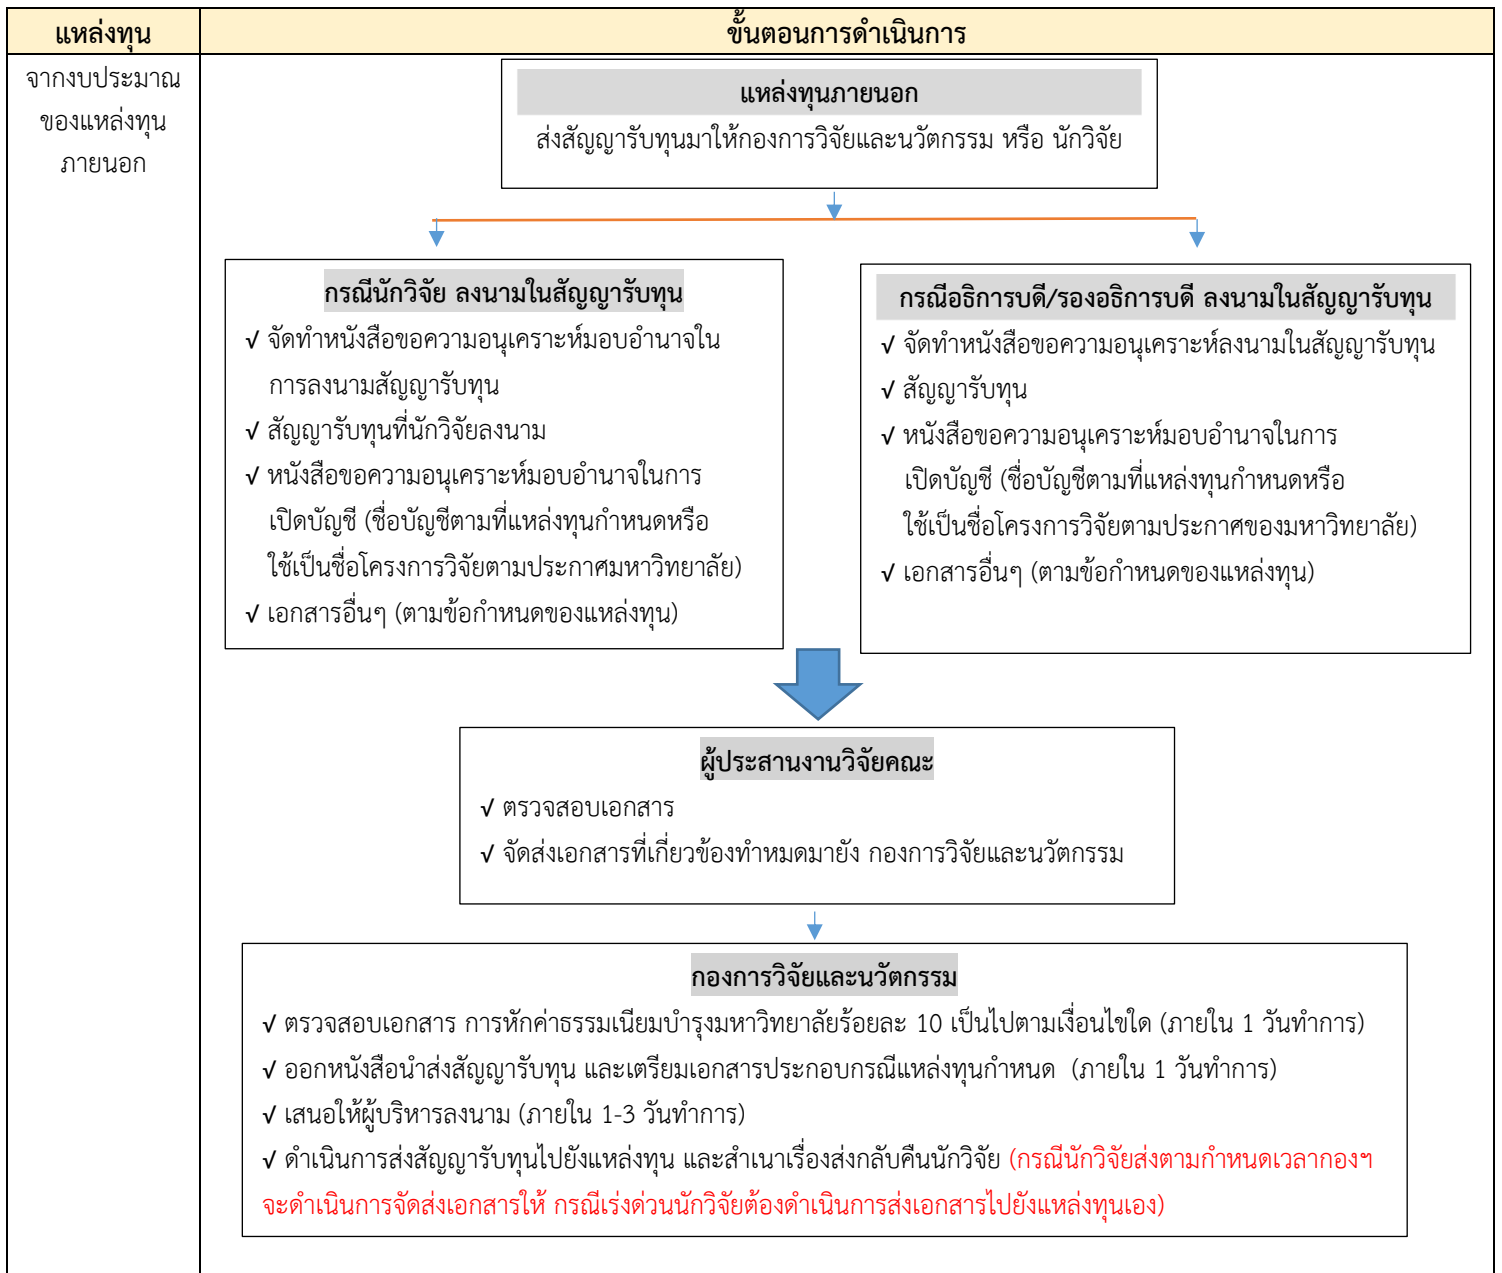 แหล่งทุน
ขั้นตอนการดำเนินการ
จากงบประมาณ
ของแหล่งทุน
ภายนอก
แหล่งทุนภายนอก
ส่งสัญญารับทุนมาให้กองการวิจัยและนวัตกรรม หรือ นักวิจัย
กรณีนักวิจัย ลงนามในสัญญารับทุน
√ จัดทำหนังสือขอความอนุเคราะห์มอบอำนาจใน
การลงนามสัญญารับทุน
√ สัญญารับทุนที่นักวิจัยลงนาม
√ หนังสือขอความอนุเคราะห์มอบอำนาจในการ
เปิดบัญชี (ชื่อบัญชีตามที่แหล่งทุนกำหนดหรือ
ใช้เป็นชื่อโครงการวิจัยตามประกาศมหาวิทยาลัย)
√ เอกสารอื่นๆ (ตามข้อกำหนดของแหล่งทุน)
กรณีอธิการบดี/รองอธิการบดี ลงนามในสัญญารับทุน
√ จัดทำหนังสือขอความอนุเคราะห์ลงนามในสัญญารับทุน
√ สัญญารับทุน
√ หนังสือขอความอนุเคราะห์มอบอำนาจในการ
เปิดบัญชี (ชื่อบัญชีตามที่แหล่งทุนกำหนดหรือ
ใช้เป็นชื่อโครงการวิจัยตามประกาศของมหาวิทยาลัย)
√ เอกสารอื่นๆ (ตามข้อกำหนดของแหล่งทุน)
ผู้ประสานงานวิจัยคณะ
√ ตรวจสอบเอกสาร
√ จัดส่งเอกสารที่เกี่ยวข้องทำหมดมายัง กองการวิจัยและนวัตกรรม
กองการวิจัยและนวัตกรรม
√ ตรวจสอบเอกสาร การหักค่าธรรมเนียมบำรุงมหาวิทยาลัยร้อยละ 10 เป็นไปตามเงื่อนไขใด (ภายใน 1 วันทำการ)
√ ออกหนังสือนำส่งสัญญารับทุน และเตรียมเอกสารประกอบกรณีแหล่งทุนกำหนด (ภายใน 1 วันทำการ)
√ เสนอให้ผู้บริหารลงนาม (ภายใน 1-3 วันทำการ)
√ ดำเนินการส่งสัญญารับทุนไปยังแหล่งทุน และสำเนาเรื่องส่งกลับคืนนักวิจัย (กรณีนักวิจัยส่งตามกำหนดเวลากองฯ
จะดำเนินการจัดส่งเอกสารให้ กรณีเร่งด่วนนักวิจัยต้องดำเนินการส่งเอกสารไปยังแหล่งทุนเอง)